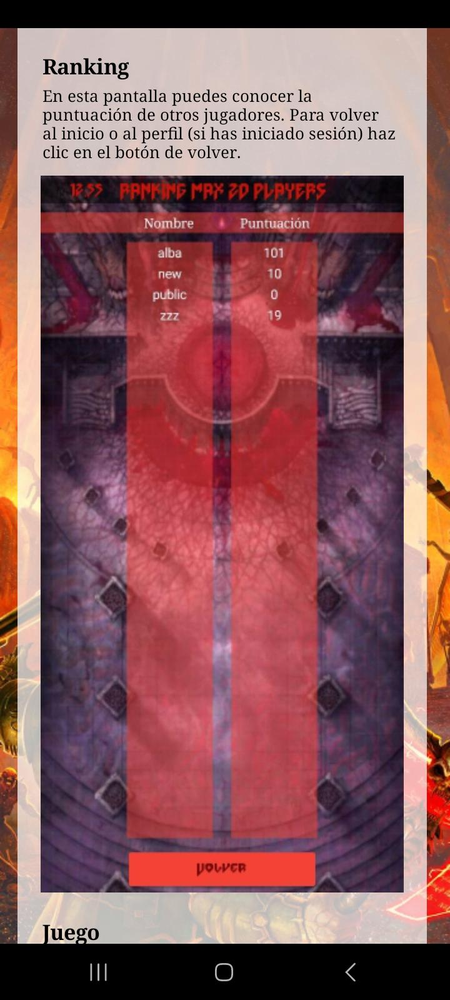 Ranking
En esta pantalla puedes conocer la
puntuación de otros jugadores. Para volver
al inicio o al perfil (si has iniciado sesión) haz
clic en el botón de volver.
12:55 RANKING MAX 2D PLAYERS
Nombre Puntuación
alba 101
new 10
public 0
zzz 19
VOLVER
Juego